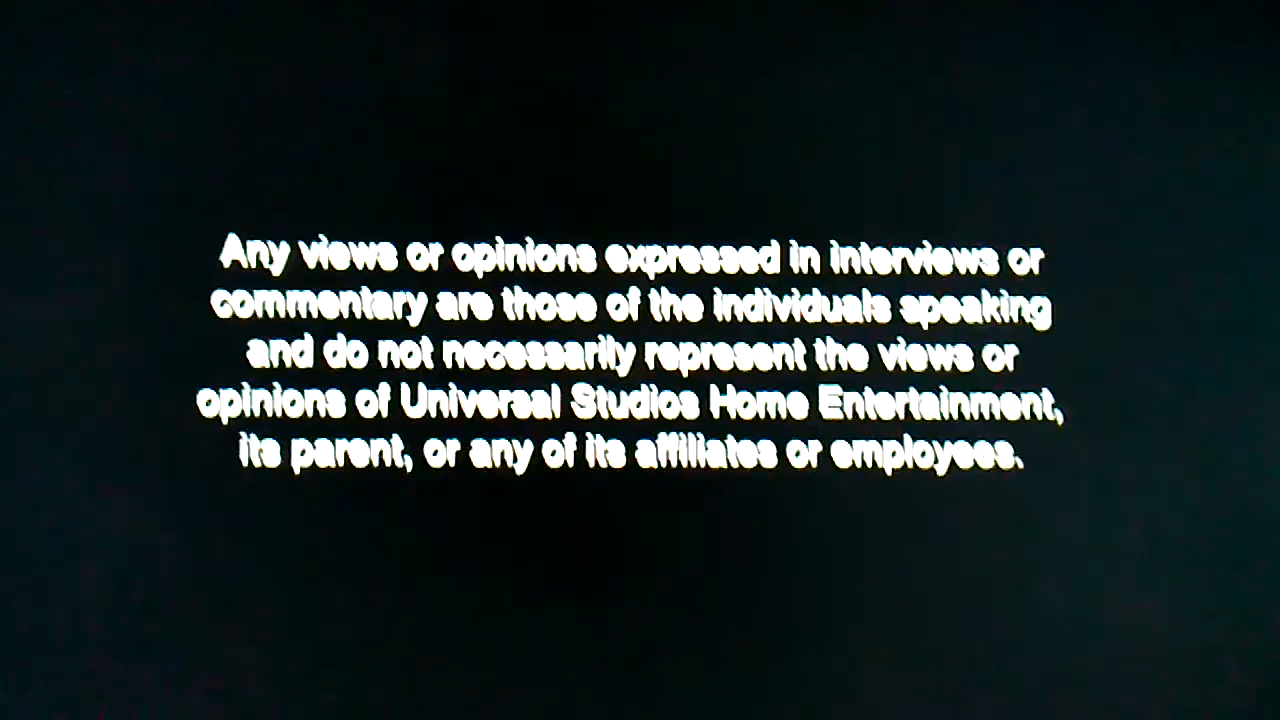 Any views or opinions expressed in interviews or
commentary are those of the individuals speaking
and do not necessarily represent the views or
opinions of Universal Studios Home Entertainment,
its parent, or any of its affiliates or employees.